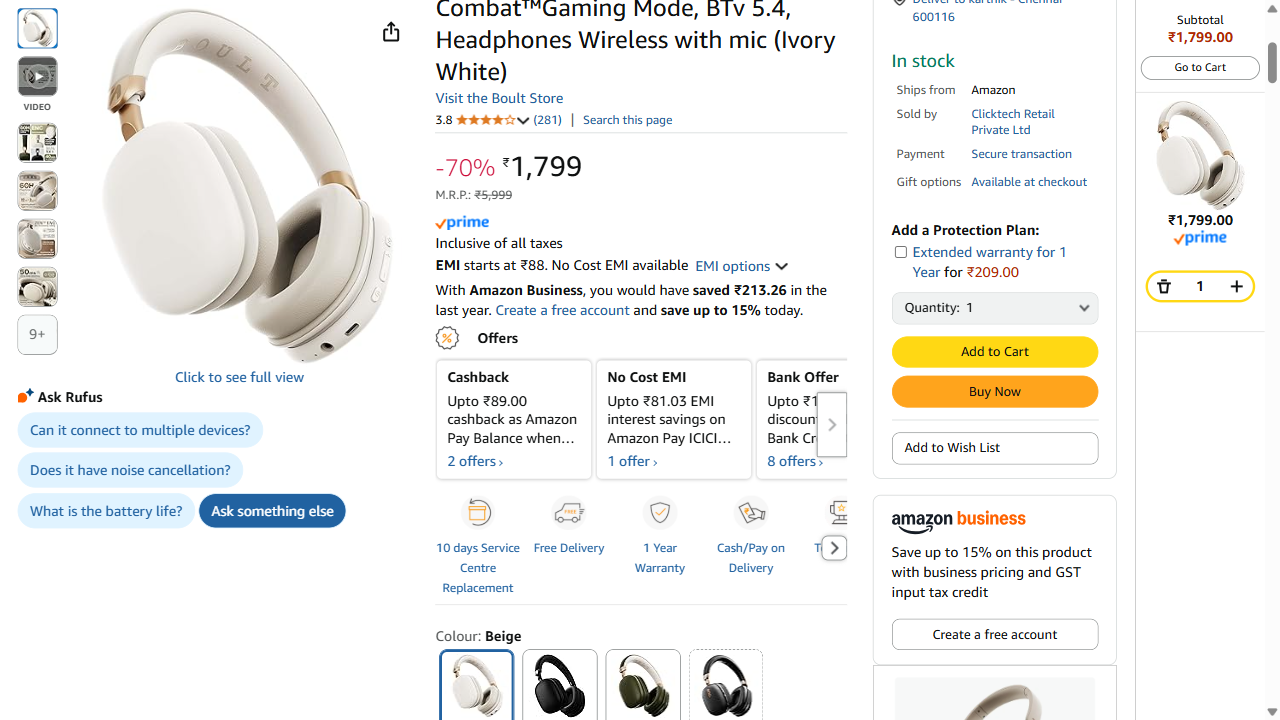 Combat™Gaming Mode, BTv 5.4,
Headphones Wireless with mic (Ivory
White)
Visit the Boult Store
3.8 (281) | Search this page
-70% ₹1,799
M.R.P.: ₹5,999
prime
Inclusive of all taxes
EMI starts at ₹88. No Cost EMI available EMI options
With Amazon Business, you would have saved ₹213.26 in the
last year. Create a free account and save up to 15% today.
Offers
Cashback
Upto ₹89.00
cashback as Amazon
Pay Balance when…
2 offers ›
No Cost EMI
Upto ₹81.03 EMI
interest savings on
Amazon Pay ICICI…
1 offer ›
Bank Offer
Upto ₹1
discoun
Bank Cr
8 offers ›
10 days Service
Centre
Replacement
Free Delivery
1 Year
Warranty
Cash/Pay on
Delivery
Colour: Beige
BOULT
VIDEO
9+
Click to see full view
Ask Rufus
Can it connect to multiple devices?
Does it have noise cancellation?
What is the battery life?
Ask something else
Deliver to karthik - Chennai
600116
In stock
Ships from Amazon
Sold by Clicktech Retail
Private Ltd
Payment Secure transaction
Gift options Available at checkout
Add a Protection Plan:
Extended warranty for 1
Year for ₹209.00
Quantity: 1
Add to Cart
Buy Now
Add to Wish List
amazon business
Save up to 15% on this product
with business pricing and GST
input tax credit
Create a free account
Subtotal
₹1,799.00
Go to Cart
₹1,799.00
prime
1